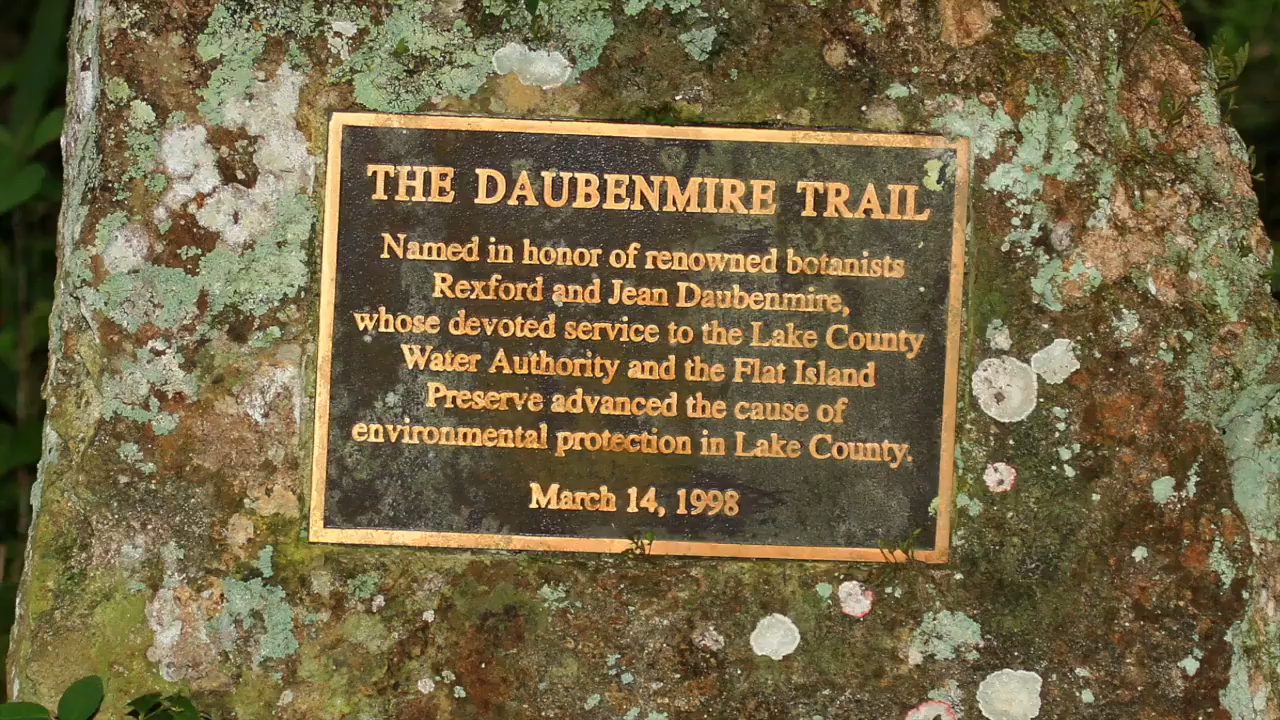 THE DAUBENMIRE TRAIL
Named in honor of renowned botanists
Rexford and Jean Daubenmire,
whose devoted service to the Lake County
Water Authority and the Flat Island
Preserve advanced the cause of
environmental protection in Lake County.
March 14, 1998